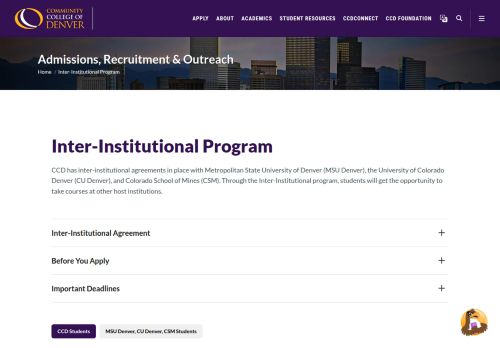 COMMUNITY
COLLEGE OF
DENVER
APPLY ABOUT ACADEMICS STUDENT RESOURCES CCDCONNECT CCD FOUNDATION
Admissions, Recruitment & Outreach
Home / Inter-Institutional Program
Inter-Institutional Program
CCD has inter-institutional agreements in place with Metropolitan State University of Denver (MSU Denver), the University of Colorado
Denver (CU Denver), and Colorado School of Mines (CSM). Through the Inter-Institutional program, students will get the opportunity to
take courses at other host institutions.
Inter-Institutional Agreement +
Before You Apply +
Important Deadlines +
CCD Students MSU Denver, CU Denver, CSM Students